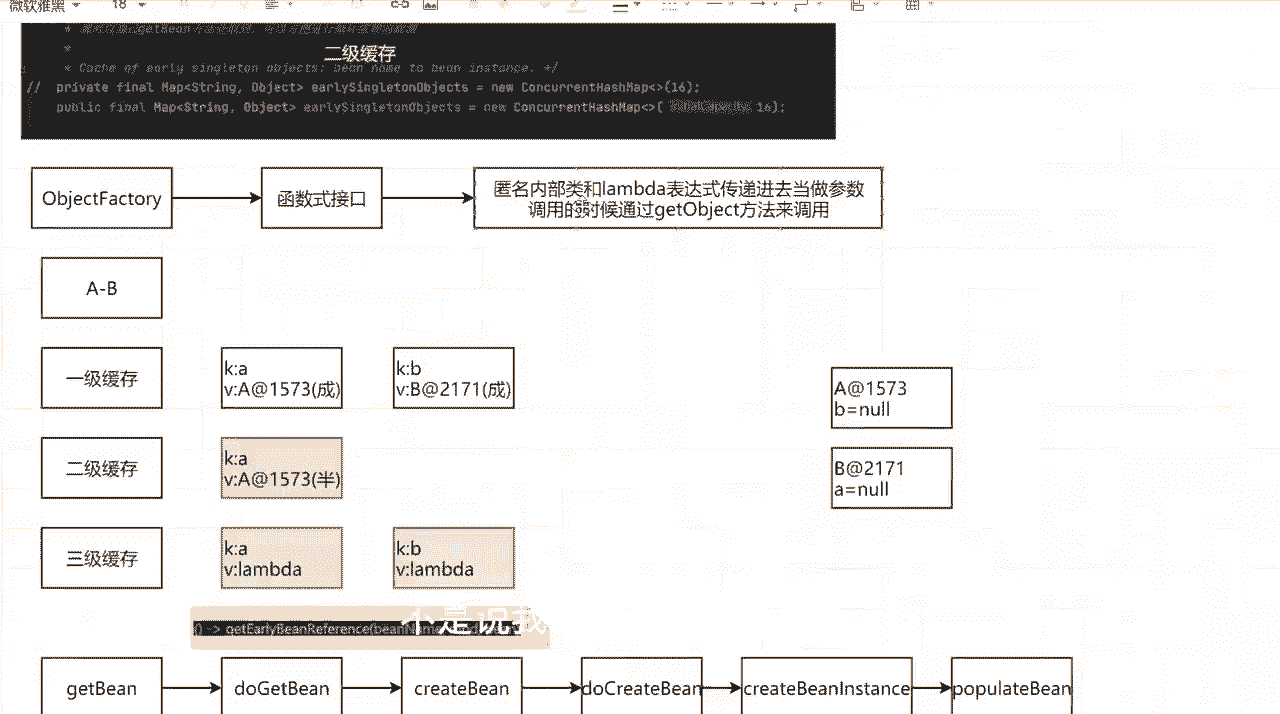 微软雅黑
18
二级缓存
* Cache of early singleton objects: bean name to bean instance. */
// private final Map<String, Object> earlySingletonObjects = new ConcurrentHashMap<>(16);
public final Map<String, Object> earlySingletonObjects = new ConcurrentHashMap<>( 16);
ObjectFactory
函数式接口
匿名内部类和lambda表达式传递进去当做参数
调用的时候通过getObject方法来调用
A-B
一级缓存
k:a
v:A@1573(成)
k:b
v:B@2171(成)
A@1573
b=null
二级缓存
k:a
v:A@1573(半)
B@2171
a=null
三级缓存
k:a
v:lambda
k:b
v:lambda
() -> getEarlyBeanReference(beanName
不是说我
getBean
doGetBean
createBean
doCreateBean
createBeanInstance
populateBean